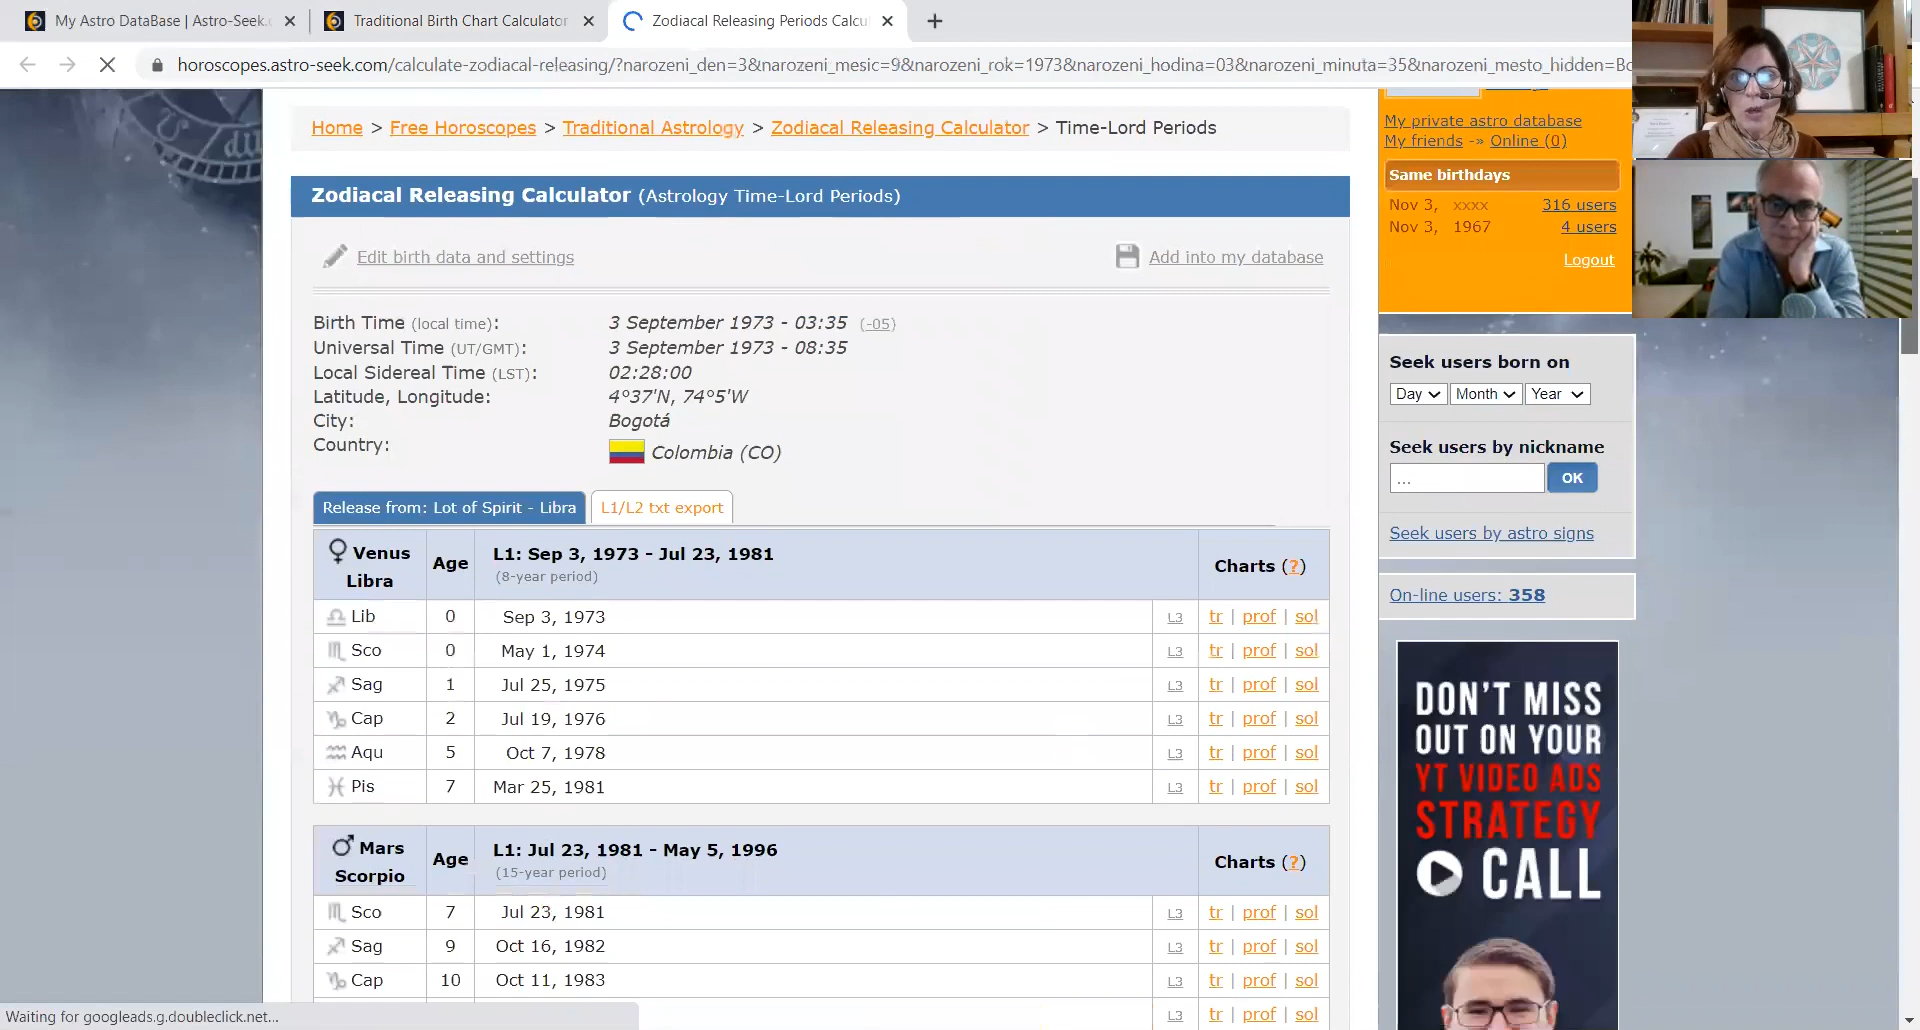 My Astro DataBase | Astro-Seek.
Traditional Birth Chart Calculator
Zodiacal Releasing Periods Calcu
horoscopes.astro-seek.com/calculate-zodiacal-releasing/?narozeni_den=3&narozeni_mesic=9&narozeni_rok=1973&narozeni_hodina=03&narozeni_minuta=35&narozeni_mesto_hidden=Bo
Home > Free Horoscopes > Traditional Astrology > Zodiacal Releasing Calculator > Time-Lord Periods
Zodiacal Releasing Calculator (Astrology Time-Lord Periods)
Edit birth data and settings
Add into my database
Birth Time (local time): 3 September 1973 - 03:35 (-05)
Universal Time (UT/GMT): 3 September 1973 - 08:35
Local Sidereal Time (LST): 02:28:00
Latitude, Longitude: 4°37'N, 74°5'W
City: Bogotá
Country: Colombia (CO)
Release from: Lot of Spirit - Libra
L1/L2 txt export
Venus Libra Age L1: Sep 3, 1973 - Jul 23, 1981 Charts (?)
(8-year period)
Lib 0 Sep 3, 1973 L3 tr | prof | sol
Sco 0 May 1, 1974 L3 tr | prof | sol
Sag 1 Jul 25, 1975 L3 tr | prof | sol
Cap 2 Jul 19, 1976 L3 tr | prof | sol
Aqu 5 Oct 7, 1978 L3 tr | prof | sol
Pis 7 Mar 25, 1981 L3 tr | prof | sol
Mars Scorpio Age L1: Jul 23, 1981 - May 5, 1996 Charts (?)
(15-year period)
Sco 7 Jul 23, 1981 L3 tr | prof | sol
Sag 9 Oct 16, 1982 L3 tr | prof | sol
Cap 10 Oct 11, 1983 L3 tr | prof | sol
L3 tr | prof | sol
Waiting for googleads.g.doubleclick.net...
My private astro database
My friends -» Online (0)
Same birthdays
Nov 3, xxxx 316 users
Nov 3, 1967 4 users
Logout
Seek users born on
Day Month Year
Seek users by nickname
... OK
Seek users by astro signs
On-line users: 358
DON'T MISS
OUT ON YOUR
YT VIDEO ADS
STRATEGY
CALL